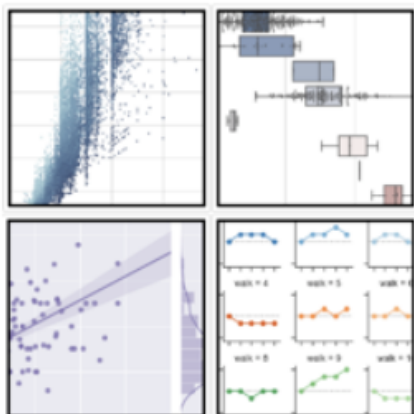 walk = 4 walk = 5
walk = 8 walk = 9